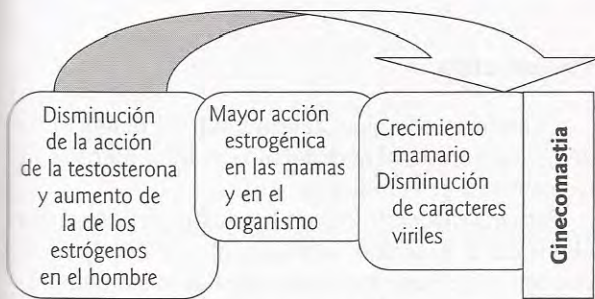 Disminución
de la acción
de la testosterona
y aumento de
la de los
estrógenos
en el hombre
Mayor acción
estrogénica
en las mamas
y en el
organismo
Crecimiento
mamario
Disminución
de caracteres
viriles
Ginecomastia